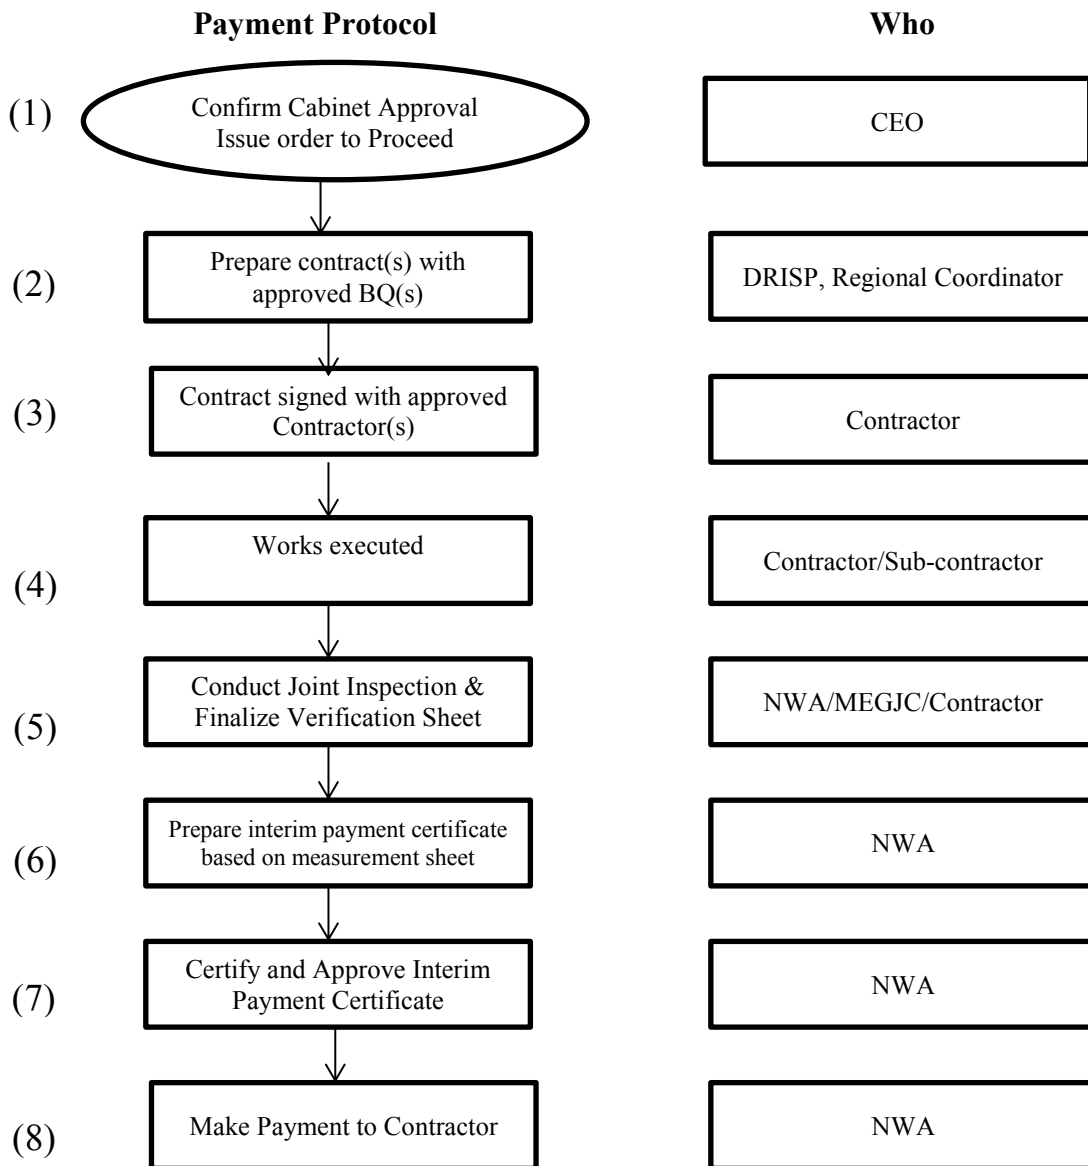 Payment Protocol Who
(1) Confirm Cabinet Approval
Issue order to Proceed
CEO
(2) Prepare contract(s) with
approved BQ(s)
DRISP, Regional Coordinator
(3) Contract signed with approved
Contractor(s)
Contractor
(4) Works executed
Contractor/Sub-contractor
(5) Conduct Joint Inspection &
Finalize Verification Sheet
NWA/MEGJC/Contractor
(6) Prepare interim payment certificate
based on measurement sheet
NWA
(7) Certify and Approve Interim
Payment Certificate
NWA
(8) Make Payment to Contractor
NWA